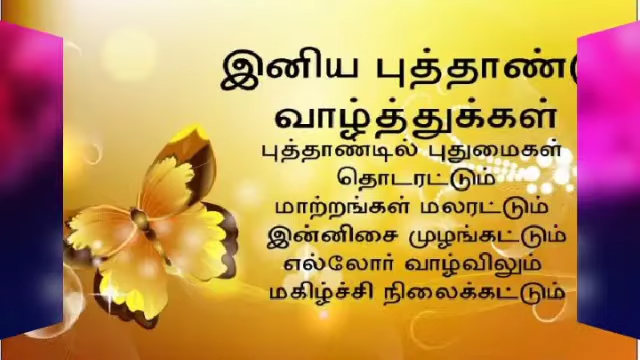 இனிய
வாழ்த்துக்கள்
புத்தாண்டில் புதுமைகள்
தொடரட்டும்
மாற்றங்கள் மலரட்டும்
இன்னிசை முழங்கட்டும்
எல்லோர் வாழ்விலும்
மகிழ்ச்சி நிலைக்கட்டும்